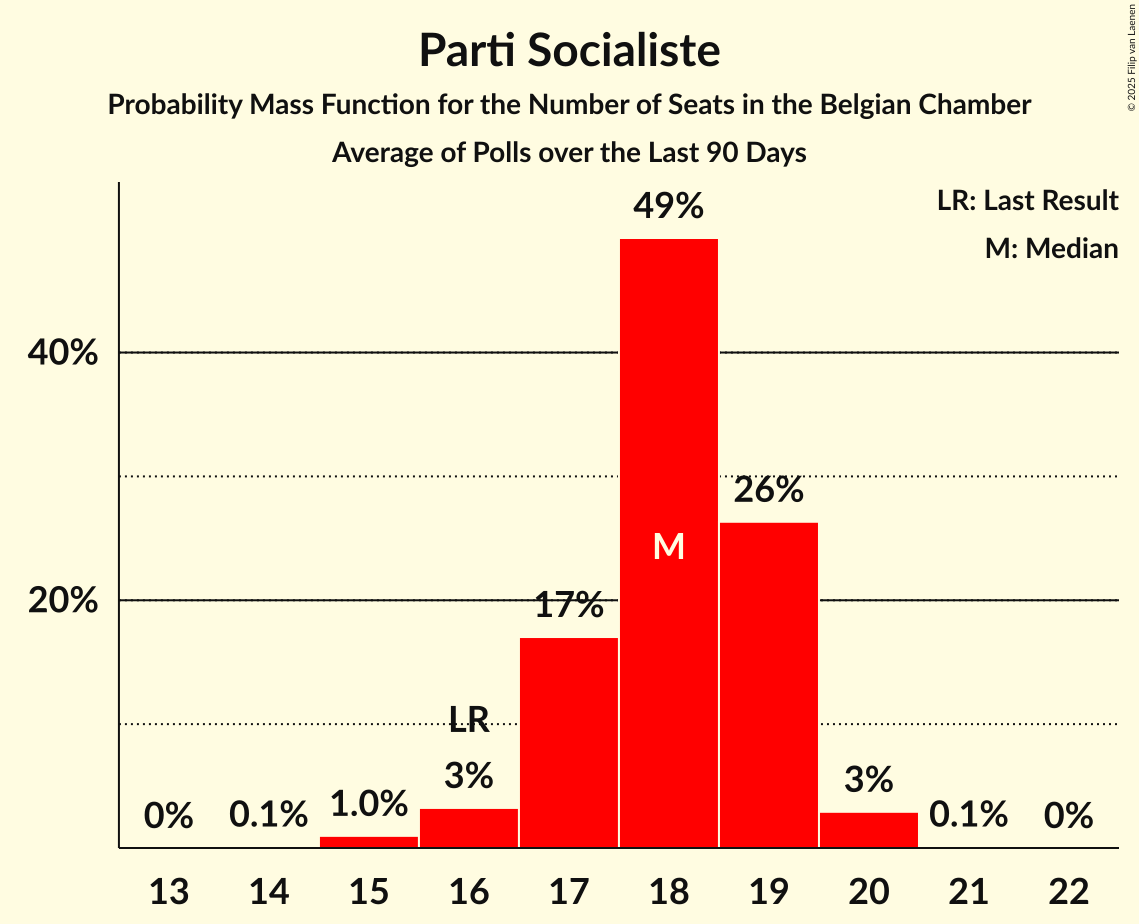 Parti Socialiste
Probability Mass Function for the Number of Seats in the Belgian Chamber
Average of Polls over the Last 90 Days
© 2025 Filip van Laenen
LR: Last Result
M: Median
49%
40%
26%
M
20%
17%
LR
3%
3%
1.0%
0%
0.1%
0.1%
0%
13 14 15 16 17 18 19 20 21 22